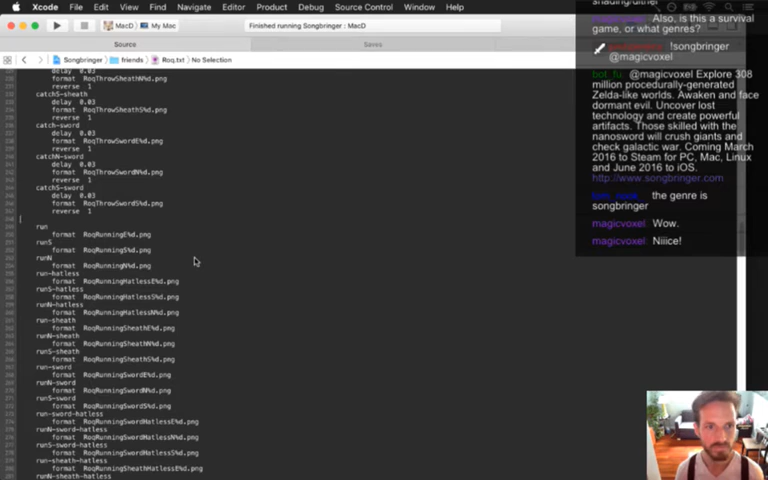 Xcode File Edit View Find Navigate Editor Product Debug Source Control Window Help
MacD My Mac Finished running Songbringer : MacD
Source Saves
Songbringer friends Roq.txt No Selection
delay 0.03
format RoqThrowSheathN%d.png
reverse 1
catchS-sheath
delay 0.03
format RoqThrowSheathS%d.png
reverse 1
catch-sword
delay 0.03
format RoqThrowSwordE%d.png
reverse 1
catchN-sword
delay 0.03
format RoqThrowSwordN%d.png
reverse 1
catchS-sword
delay 0.03
format RoqThrowSwordS%d.png
reverse 1
run
format RoqRunningE%d.png
runS
format RoqRunningS%d.png
runN
format RoqRunningN%d.png
run-hatless
format RoqRunningHatlessE%d.png
runS-hatless
format RoqRunningHatlessS%d.png
runN-hatless
format RoqRunningHatlessN%d.png
run-sheath
format RoqRunningSheathE%d.png
runN-sheath
format RoqRunningSheathN%d.png
runS-sheath
format RoqRunningSheathS%d.png
run-sword
format RoqRunningSwordE%d.png
runN-sword
format RoqRunningSwordN%d.png
runS-sword
format RoqRunningSwordS%d.png
run-sword-hatless
format RoqRunningSwordHatlessE%d.png
runN-sword-hatless
format RoqRunningSwordHatlessN%d.png
runS-sword-hatless
format RoqRunningSwordHatlessS%d.png
run-sheath-hatless
format RoqRunningSheathHatlessE%d.png
runN-sheath-hatless
shading/dither
magicvoxel Also, is this a survival
game, or what genres?
!songbringer
@magicvoxel
bot_fu @magicvoxel Explore 308
million procedurally-generated
Zelda-like worlds. Awaken and face
dormant evil. Uncover lost
technology and create powerful
artifacts. Those skilled with the
nanosword will crush giants and
check galactic war. Coming March
2016 to Steam for PC, Mac, Linux
and June 2016 to iOS.
http://www.songbringer.com
the genre is
songbringer
magicvoxel Wow.
magicvoxel Niiice!